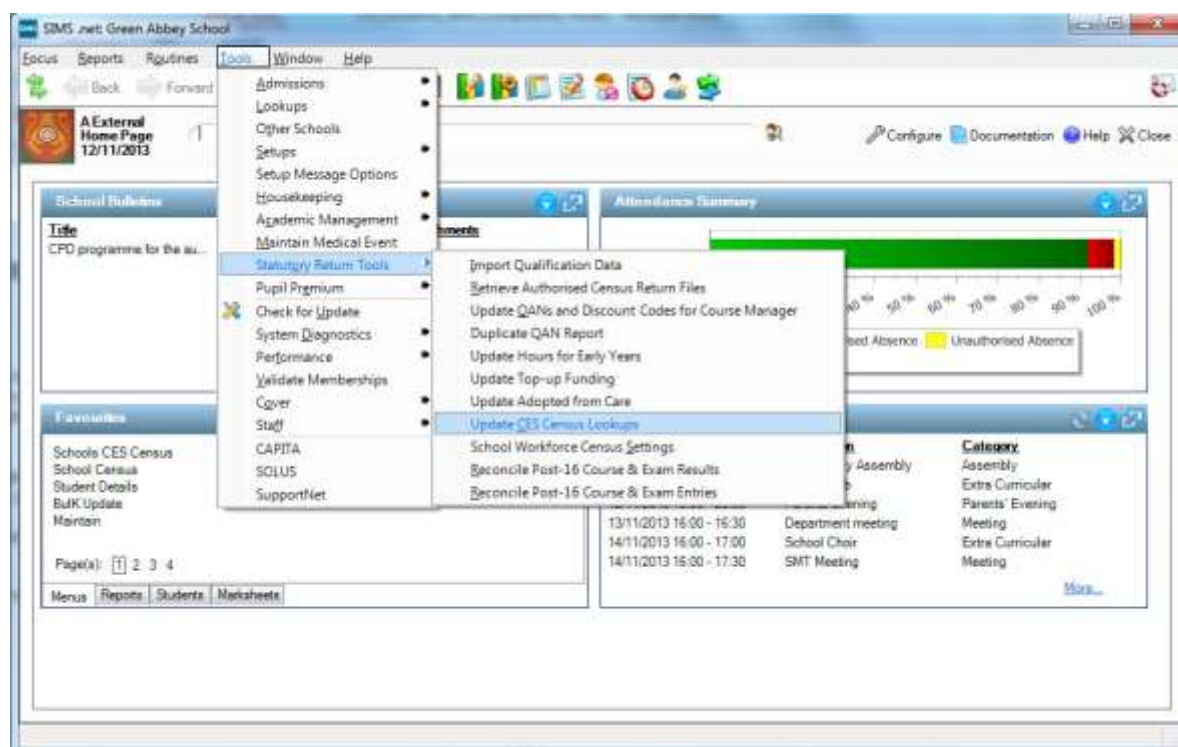 SIMS .net: Green Abbey School
Focus Reports Routines Tools Window Help
Back Forward
A External
Home Page
12/11/2013
Configure Documentation Help Close
Admissions
Lookups
Other Schools
Setups
Setup Message Options
Housekeeping
Academic Management
Maintain Medical Event
Statutory Return Tools
Pupil Premium
Check for Update
System Diagnostics
Performance
Validate Memberships
Cover
Staff
CAPITA
SOLUS
SupportNet
Import Qualification Data
Retrieve Authorised Census Return Files
Update QANs and Discount Codes for Course Manager
Duplicate QAN Report
Update Hours for Early Years
Update Top-up Funding
Update Adopted from Care
Update CES Census Lookups
School Workforce Census Settings
Reconcile Post-16 Course & Exam Results
Reconcile Post-16 Course & Exam Entries
School Bulletins
Title
CPD programme for the au...
Attendance Summary
50 % 60 % 70 % 80 % 90 % 100 %
Absence Unauthorised Absence
Favourites
Schools CES Census
School Census
Student Details
Bulk Update
Maintain
Page(s): 1 2 3 4
Menus Reports Students Marksheets
Category
Assembly Assembly
Extra Curricular
Parents' Evening
13/11/2013 16:00 - 16:30 Department meeting Meeting
14/11/2013 16:00 - 17:00 School Choir Extra Curricular
14/11/2013 16:00 - 17:30 SMT Meeting Meeting
More...